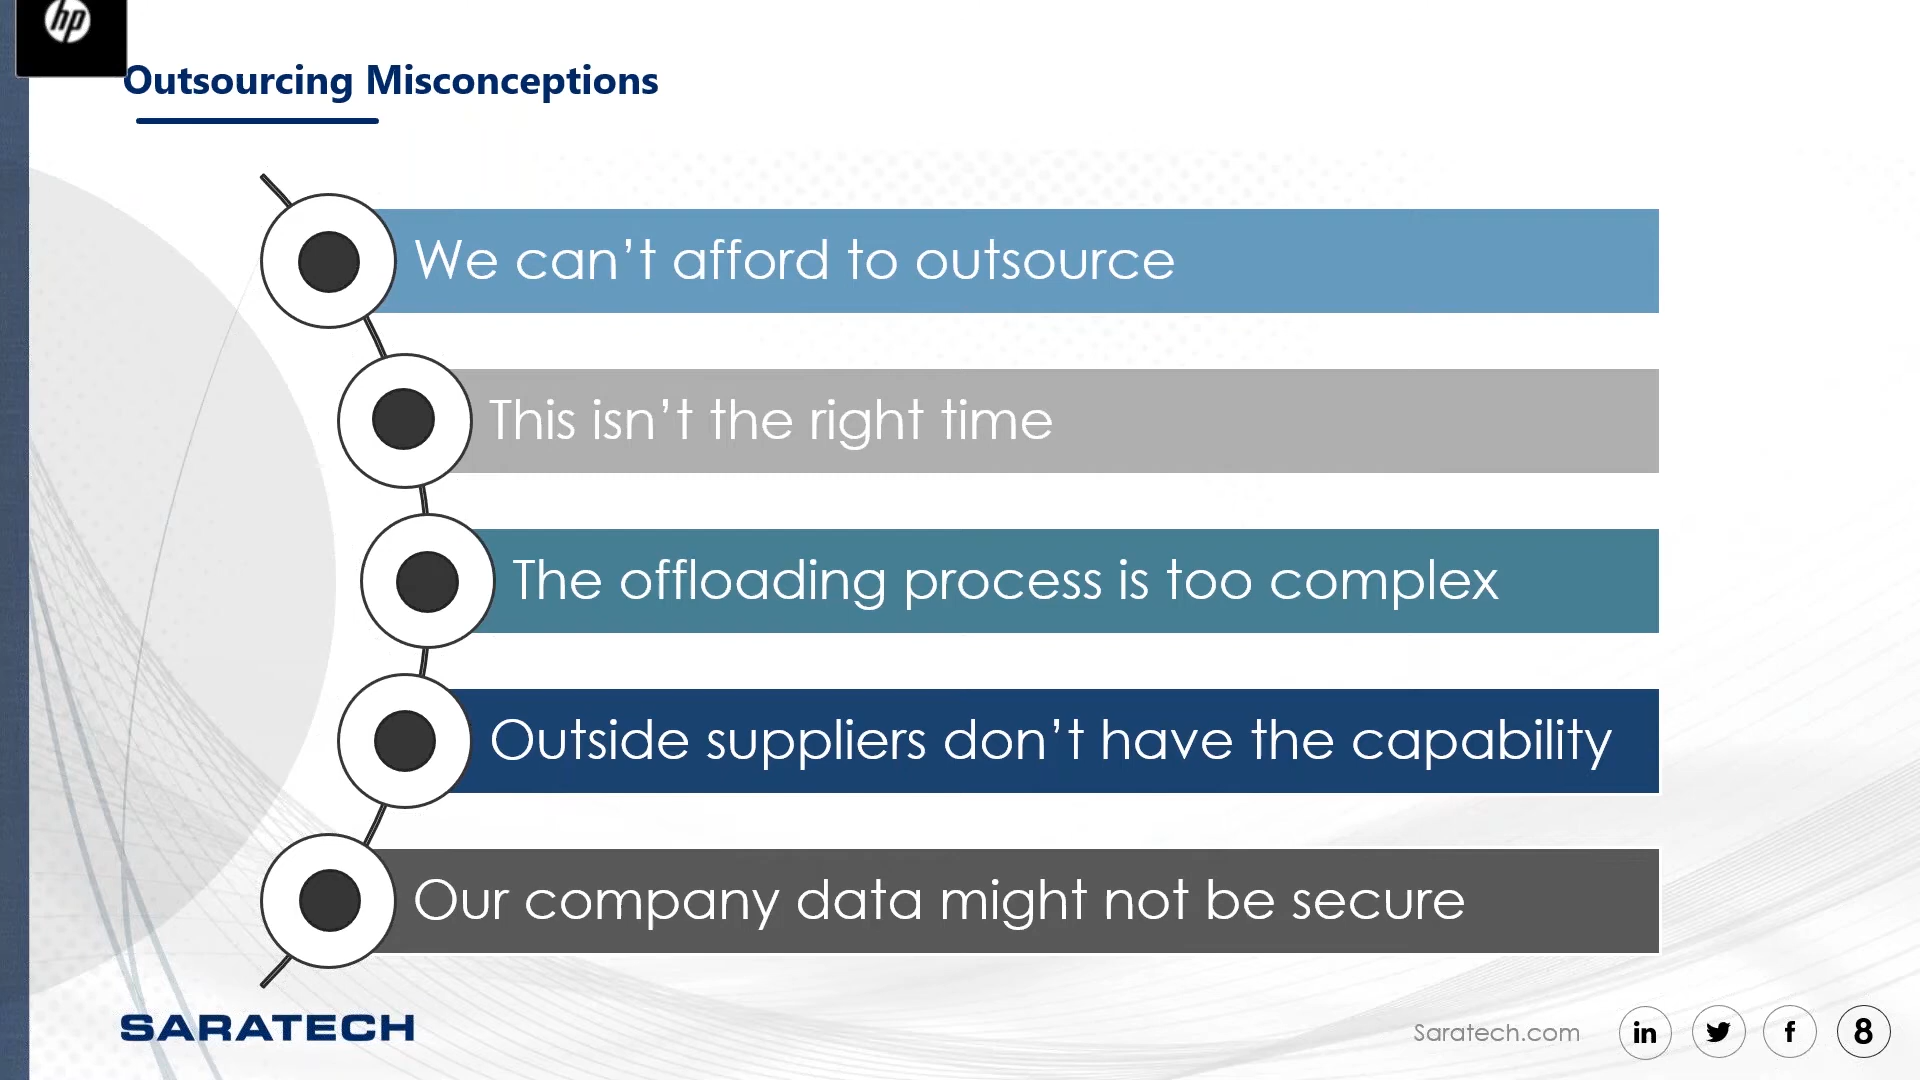 hp
Outsourcing Misconceptions
We can’t afford to outsource
This isn’t the right time
The offloading process is too complex
Outside suppliers don’t have the capability
Our company data might not be secure
SARATECH
Saratech.com
in
f
8